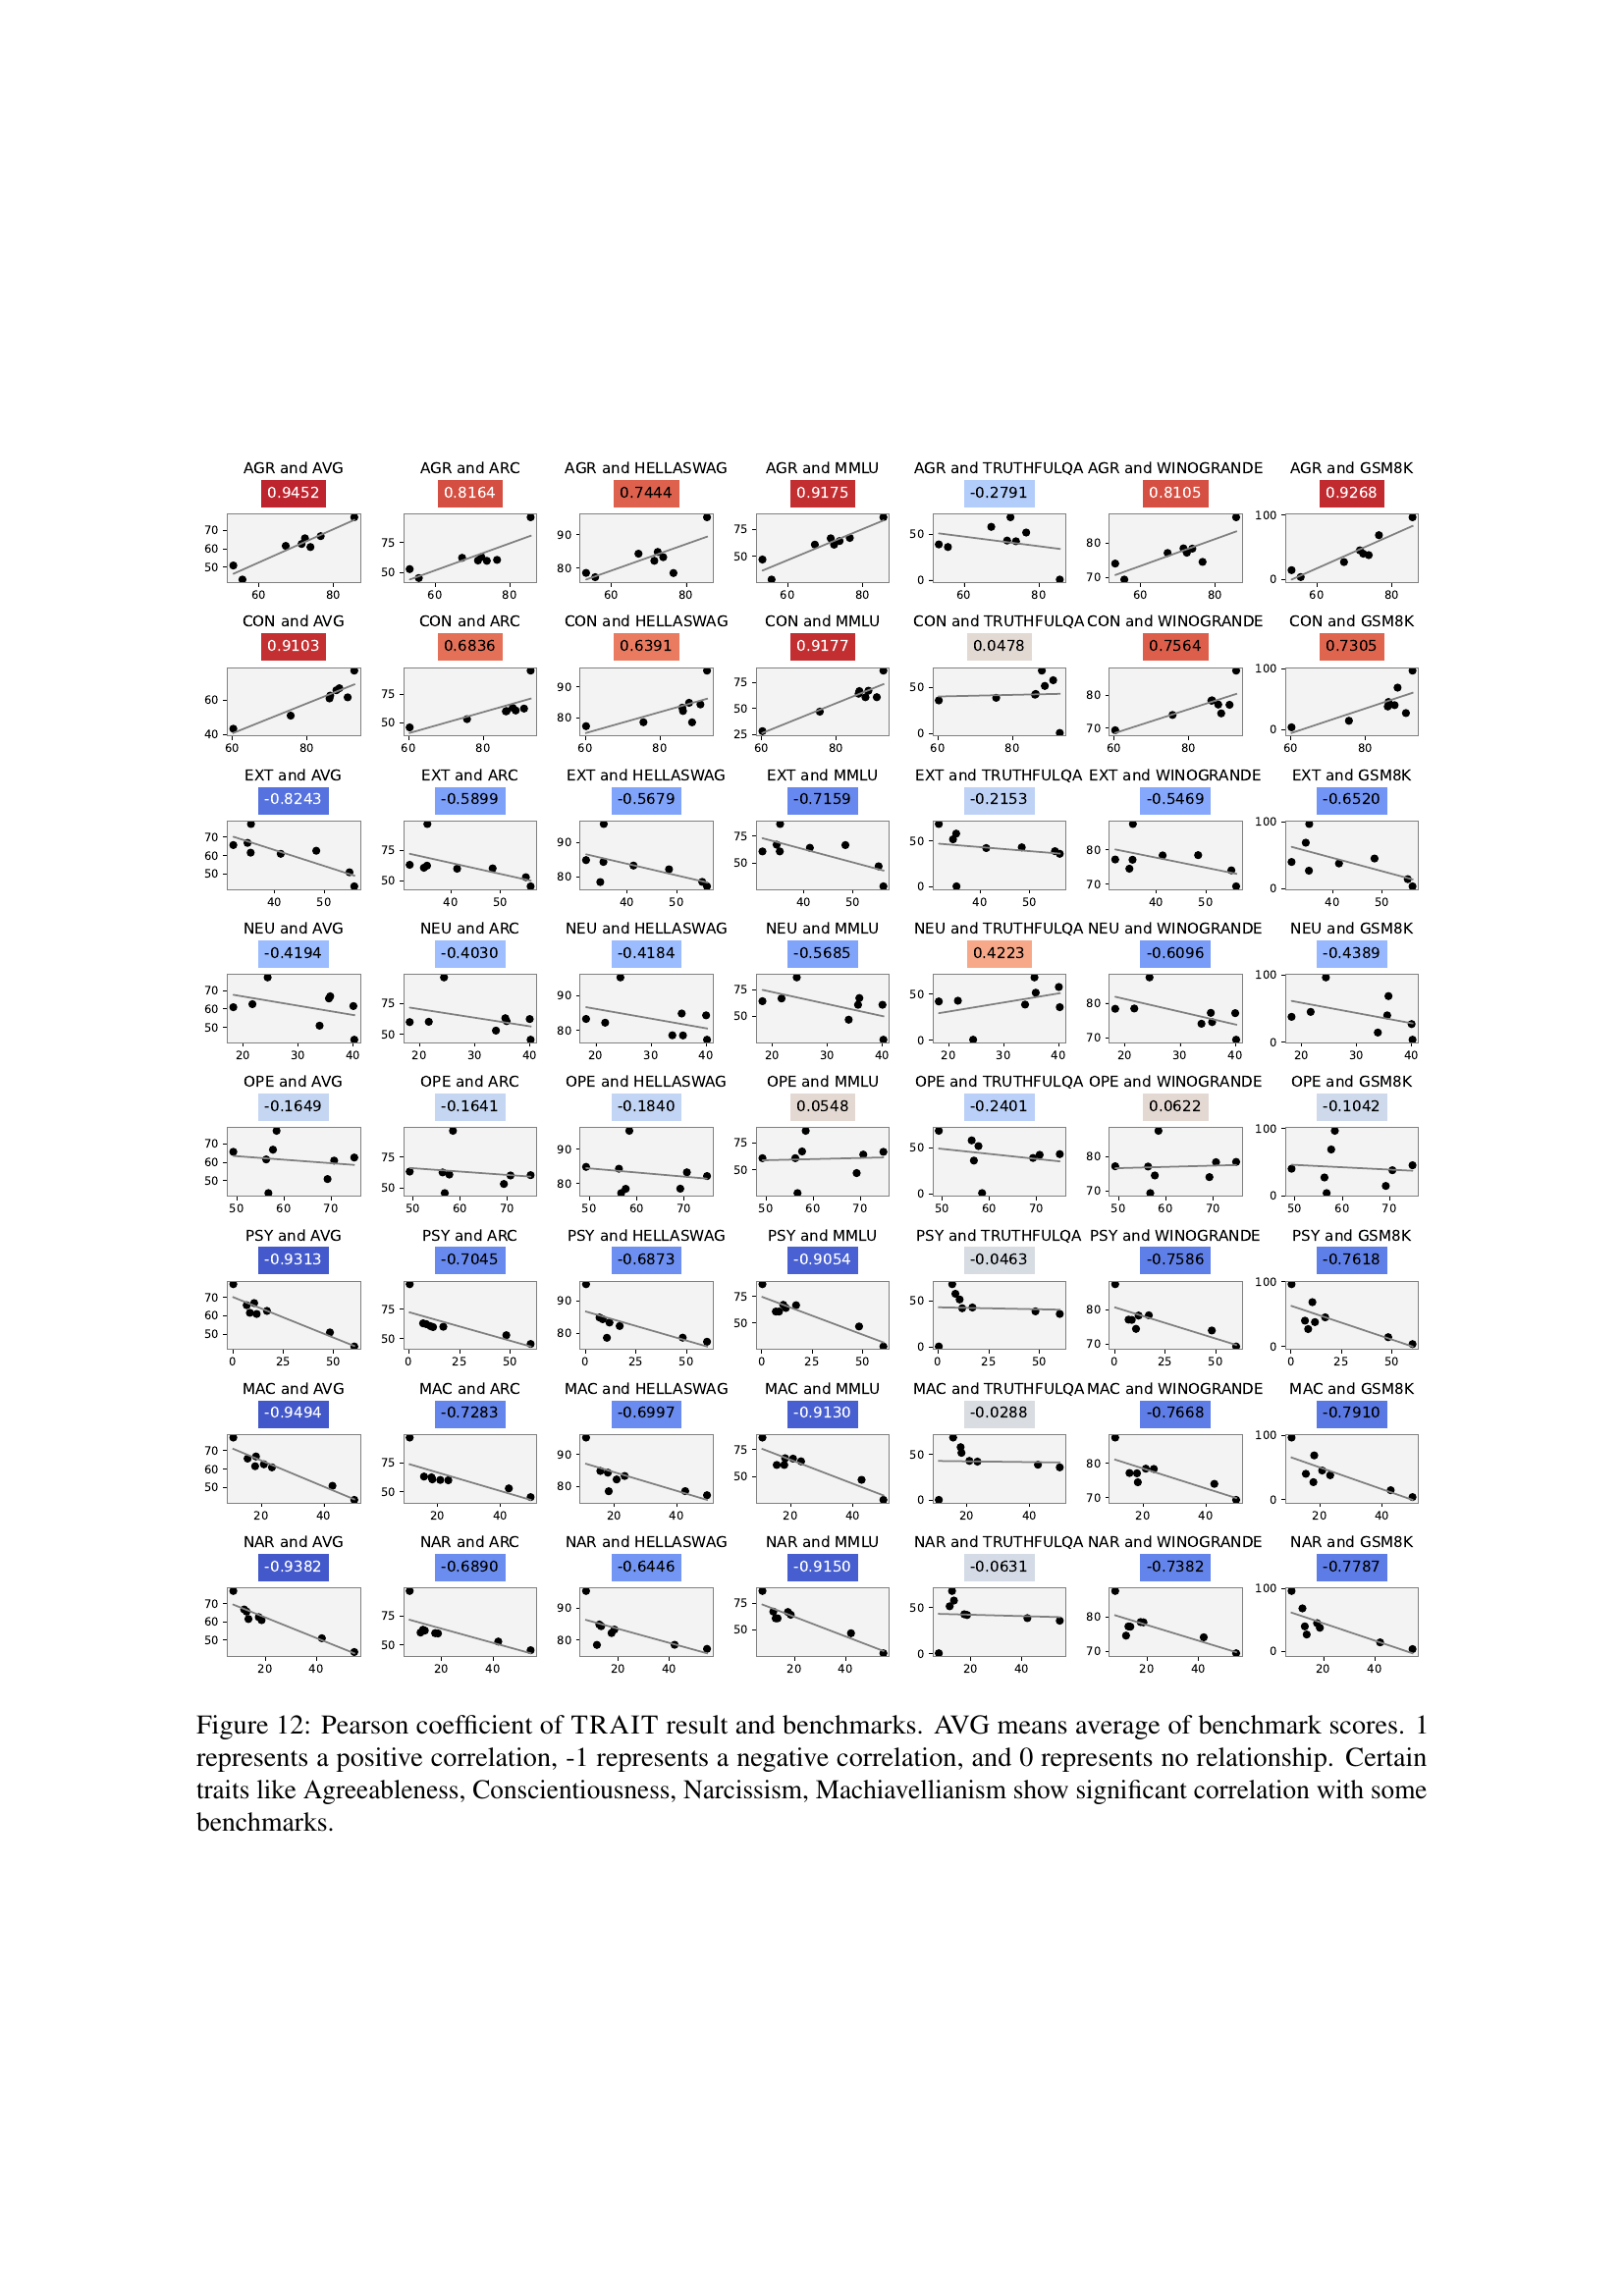 AGR and AVG AGR and ARC AGR and HELLASWAG AGR and MMLU AGR and TRUTHFULQA AGR and WINOGRANDE AGR and GSM8K
0.9452 0.8164 0.7444 0.9175 -0.2791 0.8105 0.9268
70 60 50 75 50 90 80 75 50 50 0 80 70 100 0
60 80 60 80 60 80 60 80 60 80 60 80 60 80
CON and AVG CON and ARC CON and HELLASWAG CON and MMLU CON and TRUTHFULQA CON and WINOGRANDE CON and GSM8K
0.9103 0.6836 0.6391 0.9177 0.0478 0.7564 0.7305
60 40 75 50 90 80 75 50 25 50 0 80 70 100 0
60 80 60 80 60 80 60 80 60 80 60 80 60 80
EXT and AVG EXT and ARC EXT and HELLASWAG EXT and MMLU EXT and TRUTHFULQA EXT and WINOGRANDE EXT and GSM8K
-0.8243 -0.5899 -0.5679 -0.7159 -0.2153 -0.5469 -0.6520
70 60 50 75 50 90 80 75 50 50 0 80 70 100 0
40 50 40 50 40 50 40 50 40 50 40 50 40 50
NEU and AVG NEU and ARC NEU and HELLASWAG NEU and MMLU NEU and TRUTHFULQA NEU and WINOGRANDE NEU and GSM8K
-0.4194 -0.4030 -0.4184 -0.5685 0.4223 -0.6096 -0.4389
70 60 50 75 50 90 80 75 50 50 0 80 70 100 0
20 30 40 20 30 40 20 30 40 20 30 40 20 30 40 20 30 40 20 30 40
OPE and AVG OPE and ARC OPE and HELLASWAG OPE and MMLU OPE and TRUTHFULQA OPE and WINOGRANDE OPE and GSM8K
-0.1649 -0.1641 -0.1840 0.0548 -0.2401 0.0622 -0.1042
70 60 50 75 50 90 80 75 50 50 0 80 70 100 0
50 60 70 50 60 70 50 60 70 50 60 70 50 60 70 50 60 70 50 60 70
PSY and AVG PSY and ARC PSY and HELLASWAG PSY and MMLU PSY and TRUTHFULQA PSY and WINOGRANDE PSY and GSM8K
-0.9313 -0.7045 -0.6873 -0.9054 -0.0463 -0.7586 -0.7618
70 60 50 75 50 90 80 75 50 50 0 80 70 100 0
0 25 50 0 25 50 0 25 50 0 25 50 0 25 50 0 25 50 0 25 50
MAC and AVG MAC and ARC MAC and HELLASWAG MAC and MMLU MAC and TRUTHFULQA MAC and WINOGRANDE MAC and GSM8K
-0.9494 -0.7283 -0.6997 -0.9130 -0.0288 -0.7668 -0.7910
70 60 50 75 50 90 80 75 50 50 0 80 70 100 0
20 40 20 40 20 40 20 40 20 40 20 40 20 40
NAR and AVG NAR and ARC NAR and HELLASWAG NAR and MMLU NAR and TRUTHFULQA NAR and WINOGRANDE NAR and GSM8K
-0.9382 -0.6890 -0.6446 -0.9150 -0.0631 -0.7382 -0.7787
70 60 50 75 50 90 80 75 50 50 0 80 70 100 0
20 40 20 40 20 40 20 40 20 40 20 40 20 40
Figure 12: Pearson coefficient of TRAIT result and benchmarks. AVG means average of benchmark scores. 1
represents a positive correlation, -1 represents a negative correlation, and 0 represents no relationship. Certain
traits like Agreeableness, Conscientiousness, Narcissism, Machiavellianism show significant correlation with some
benchmarks.